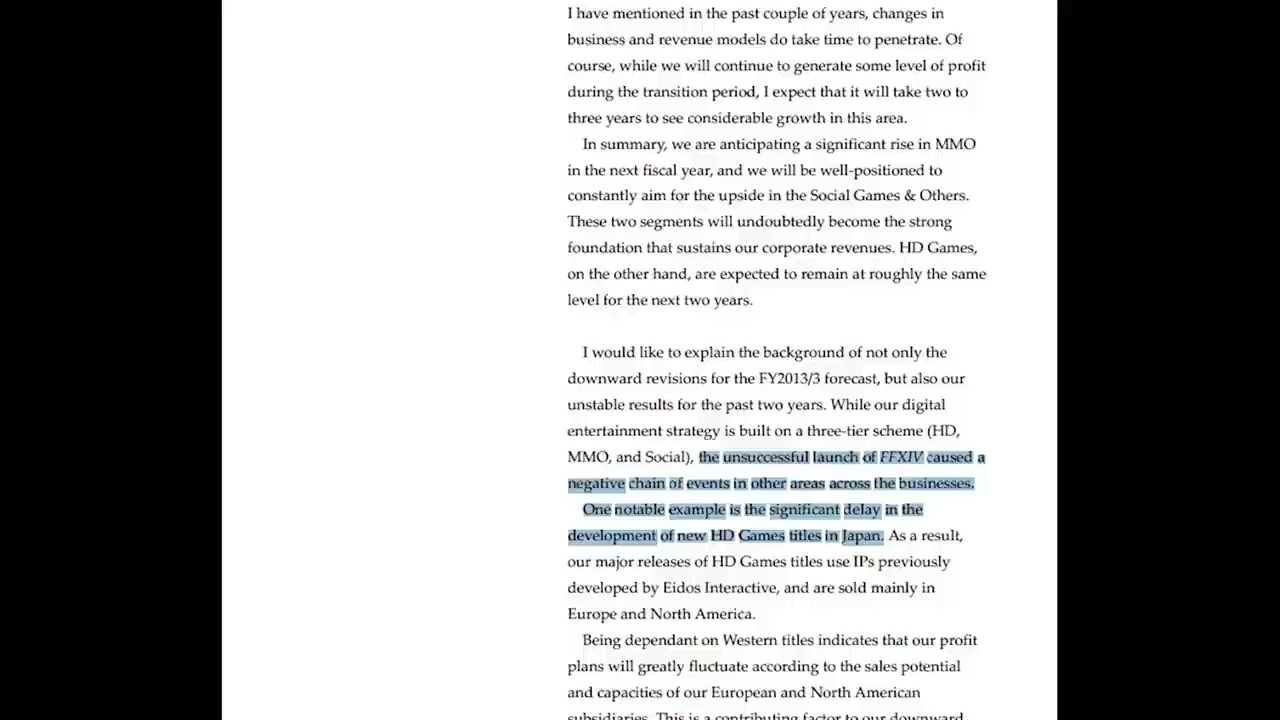 I have mentioned in the past couple of years, changes in
business and revenue models do take time to penetrate. Of
course, while we will continue to generate some level of profit
during the transition period, I expect that it will take two to
three years to see considerable growth in this area.
In summary, we are anticipating a significant rise in MMO
in the next fiscal year, and we will be well-positioned to
constantly aim for the upside in the Social Games & Others.
These two segments will undoubtedly become the strong
foundation that sustains our corporate revenues. HD Games,
on the other hand, are expected to remain at roughly the same
level for the next two years.
I would like to explain the background of not only the
downward revisions for the FY2013/3 forecast, but also our
unstable results for the past two years. While our digital
entertainment strategy is built on a three-tier scheme (HD,
MMO, and Social), the unsuccessful launch of FFXIV caused a
negative chain of events in other areas across the businesses.
One notable example is the significant delay in the
development of new HD Games titles in Japan. As a result,
our major releases of HD Games titles use IPs previously
developed by Eidos Interactive, and are sold mainly in
Europe and North America.
Being dependant on Western titles indicates that our profit
plans will greatly fluctuate according to the sales potential
and capacities of our European and North American
subsidiaries. This is a contributing factor to our downward